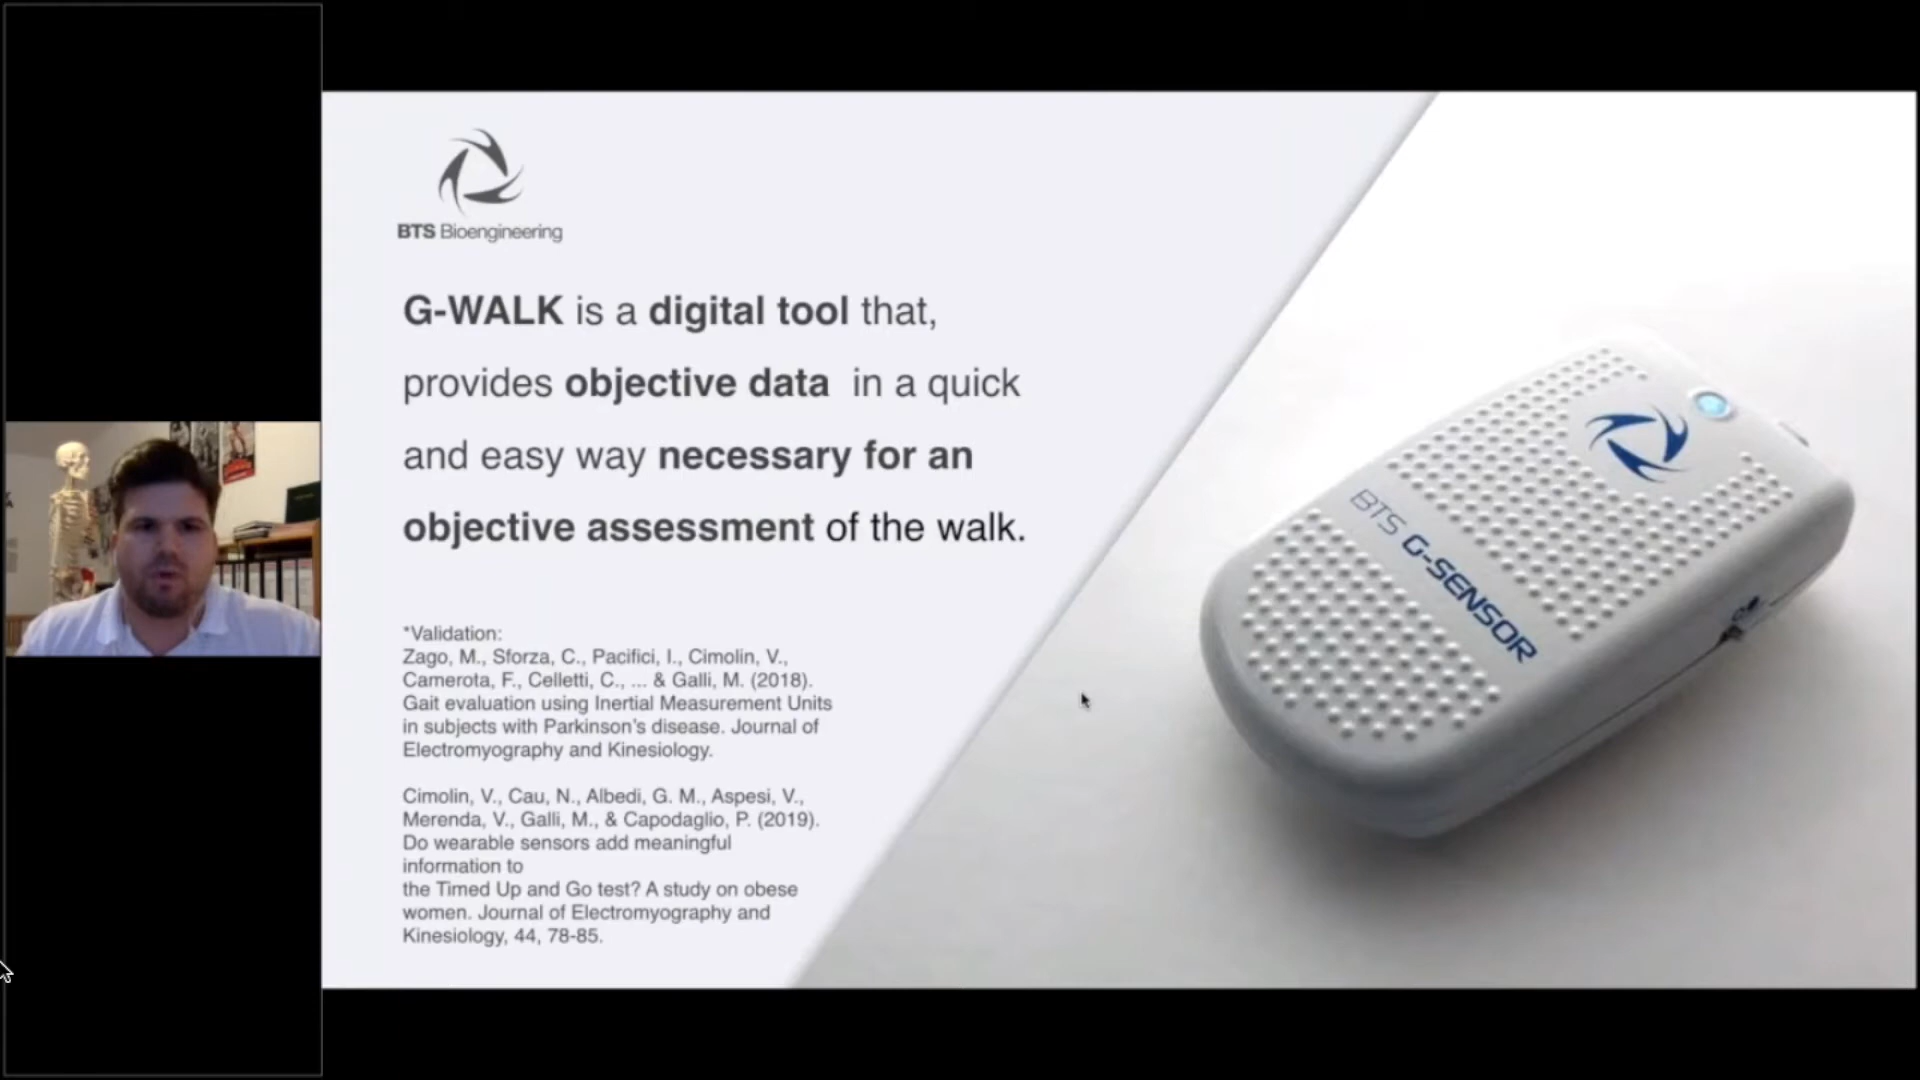 BTS Bioengineering
G-WALK is a digital tool that,
provides objective data in a quick
and easy way necessary for an
objective assessment of the walk.
*Validation:
Zago, M., Sforza, C., Pacifici, I., Cimolin, V.,
Camerota, F., Celletti, C., ... & Galli, M. (2018).
Gait evaluation using Inertial Measurement Units
in subjects with Parkinson's disease. Journal of
Electromyography and Kinesiology.
Cimolin, V., Cau, N., Albedi, G. M., Aspesi, V.,
Merenda, V., Galli, M., & Capodaglio, P. (2019).
Do wearable sensors add meaningful
information to
the Timed Up and Go test? A study on obese
women. Journal of Electromyography and
Kinesiology, 44, 78-85.
BTS G-SENSOR